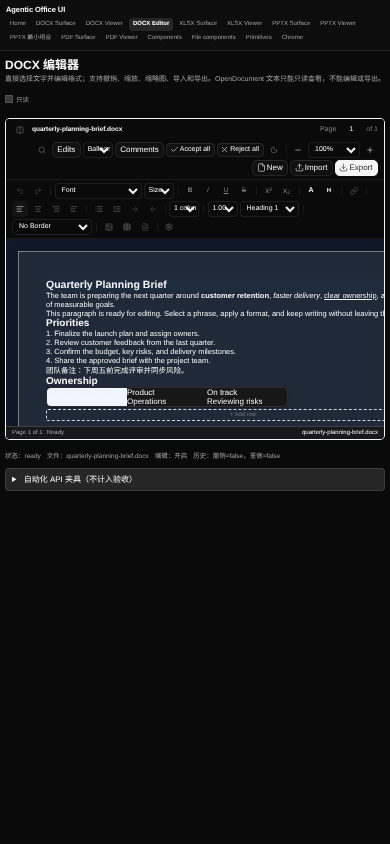 Agentic Office UI
Home DOCX Surface DOCX Viewer DOCX Editor XLSX Surface XLSX Viewer PPTX Surface PPTX Viewer
PPTX 最小组合 PDF Surface PDF Viewer Components File components Primitives Chrome
DOCX 编辑器
直接选择文字并编辑格式；支持撤销、缩放、缩略图、导入和导出。OpenDocument 文本只能只读查看，不能编辑或导出。
只读
quarterly-planning-brief.docx Page 1 of 1
Edits Comments Accept all Reject all 100%
New Import Export
Font Size B I U S X² X₂ A H
1.00 Heading 1
No Border
Quarterly Planning Brief
The team is preparing the next quarter around customer retention, faster delivery, clear ownership, a
of measurable goals.
This paragraph is ready for editing. Select a phrase, apply a format, and keep writing without leaving
Priorities
1. Finalize the launch plan and assign owners.
2. Review customer feedback from the last quarter.
3. Confirm the budget, key risks, and delivery milestones.
4. Share the approved brief with the project team.
团队备注：下周五前完成评审并同步风险。
Ownership
Product On track
Operations Reviewing risks
+ Add row
Page 1 of 1 Ready quarterly-planning-brief.docx
状态：ready 文件：quarterly-planning-brief.docx 编辑：开启 历史：撤销=false，重做=false
自动化 API 夹具（不计入验收）